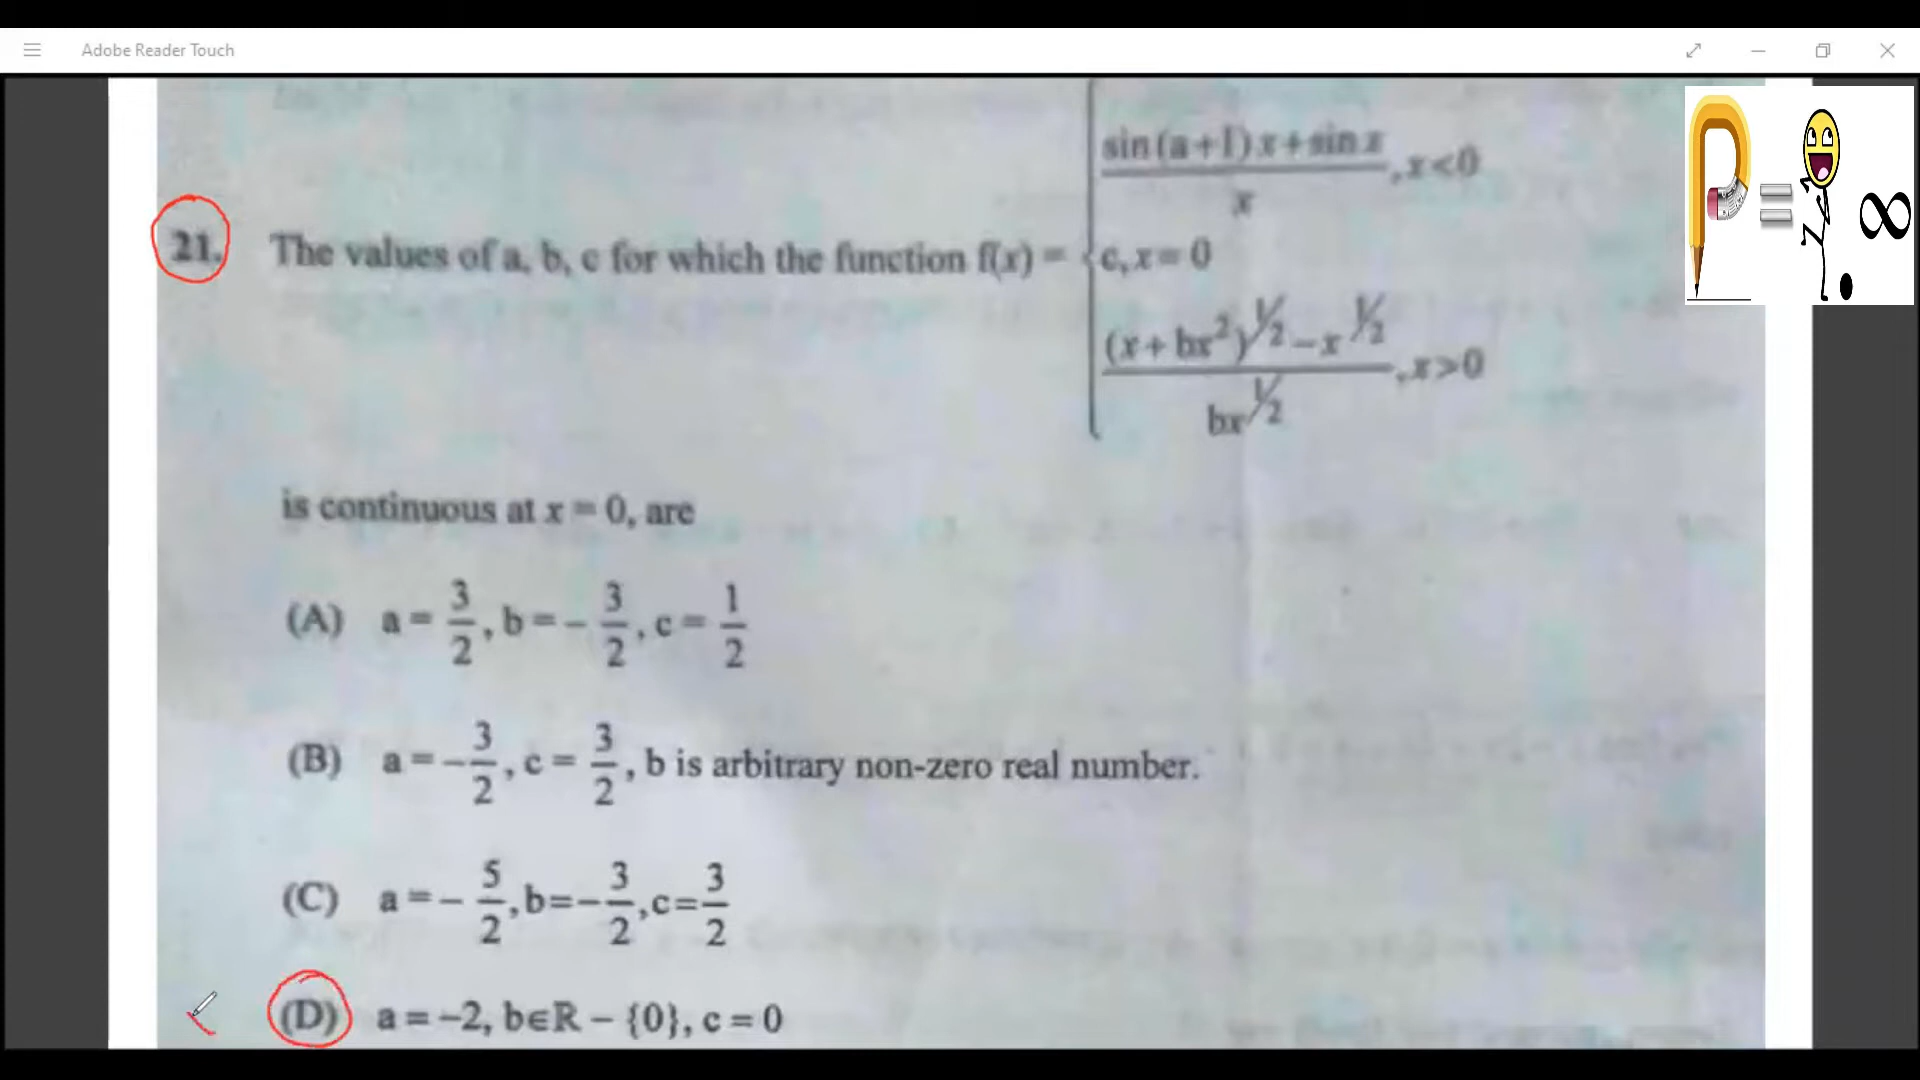 Adobe Reader Touch
sin(a+1)x+sinx
,x<0
x
21. The values of a, b, c for which the function f(x) = c,x=0
(x+bx²)^1/2 - x^1/2
,x>0
bx^1/2
is continuous at x = 0, are
(A) a = 3/2, b = - 3/2, c = 1/2
(B) a = -3/2, c = 3/2, b is arbitrary non-zero real number.
(C) a = - 5/2, b=-3/2, c=3/2
(D) a = -2, b∈ℝ - {0}, c = 0
P = ! ∞